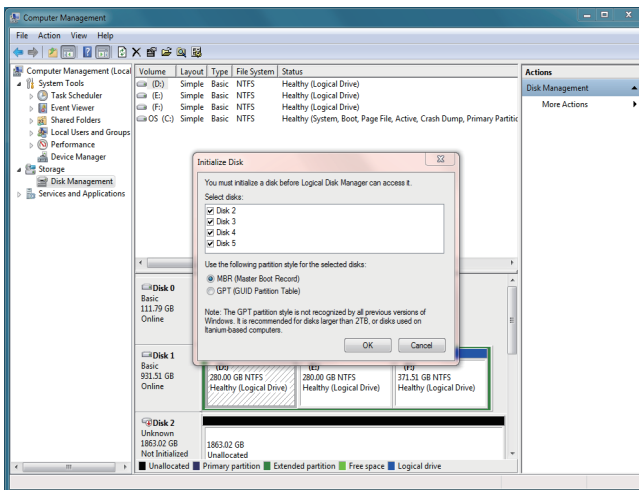 Computer Management
File Action View Help
Computer Management (Local
System Tools
Task Scheduler
Event Viewer
Shared Folders
Local Users and Groups
Performance
Device Manager
Storage
Disk Management
Services and Applications
Volume Layout Type File System Status
(D:) Simple Basic NTFS Healthy (Logical Drive)
(E:) Simple Basic NTFS Healthy (Logical Drive)
(F:) Simple Basic NTFS Healthy (Logical Drive)
OS (C:) Simple Basic NTFS Healthy (System, Boot, Page File, Active, Crash Dump, Primary Partitic
Actions
Disk Management
More Actions
Initialize Disk
You must initialize a disk before Logical Disk Manager can access it.
Select disks:
Disk 2
Disk 3
Disk 4
Disk 5
Use the following partition style for the selected disks:
MBR (Master Boot Record)
GPT (GUID Partition Table)
Note: The GPT partition style is not recognized by all previous versions of
Windows. It is recommended for disks larger than 2TB, or disks used on
Itanium-based computers.
OK Cancel
Disk 0
Basic
111.79 GB
Online
Disk 1
Basic
931.51 GB
Online
(D:)
280.00 GB NTFS
Healthy (Logical Drive)
(E:)
280.00 GB NTFS
Healthy (Logical Drive)
(F:)
371.51 GB NTFS
Healthy (Logical Drive)
Disk 2
Unknown
1863.02 GB
Not Initialized
1863.02 GB
Unallocated
Unallocated Primary partition Extended partition Free space Logical drive